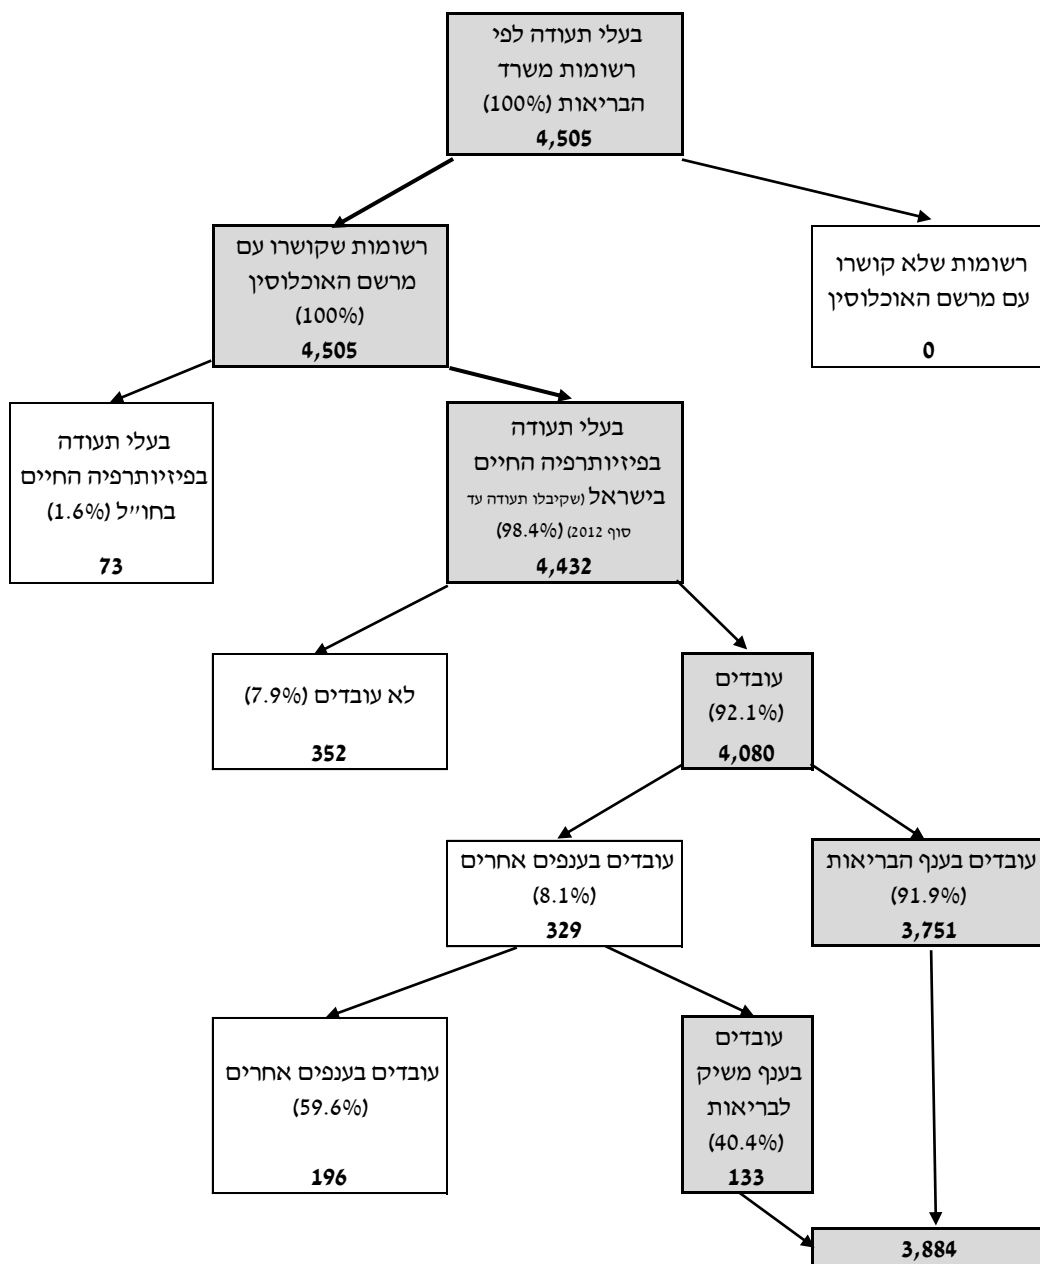 בעלי תעודה לפי
רשומות משרד
הבריאות (100%)
4,505
רשומות שקושרו עם
מרשם האוכלוסין
(100%)
4,505
רשומות שלא קושרו
עם מרשם האוכלוסין
0
בעלי תעודה
בפיזיותרפיה החיים
בישראל (שקיבלו תעודה עד
סוף 2012) (98.4%)
4,432
בעלי תעודה
בפיזיותרפיה החיים
בחו״ל (1.6%)
73
עובדים
(92.1%)
4,080
לא עובדים (7.9%)
352
עובדים בענף הבריאות
(91.9%)
3,751
עובדים בענפים אחרים
(8.1%)
329
עובדים
בענף משיק
לבריאות
(40.4%)
133
עובדים בענפים אחרים
(59.6%)
196
3,884